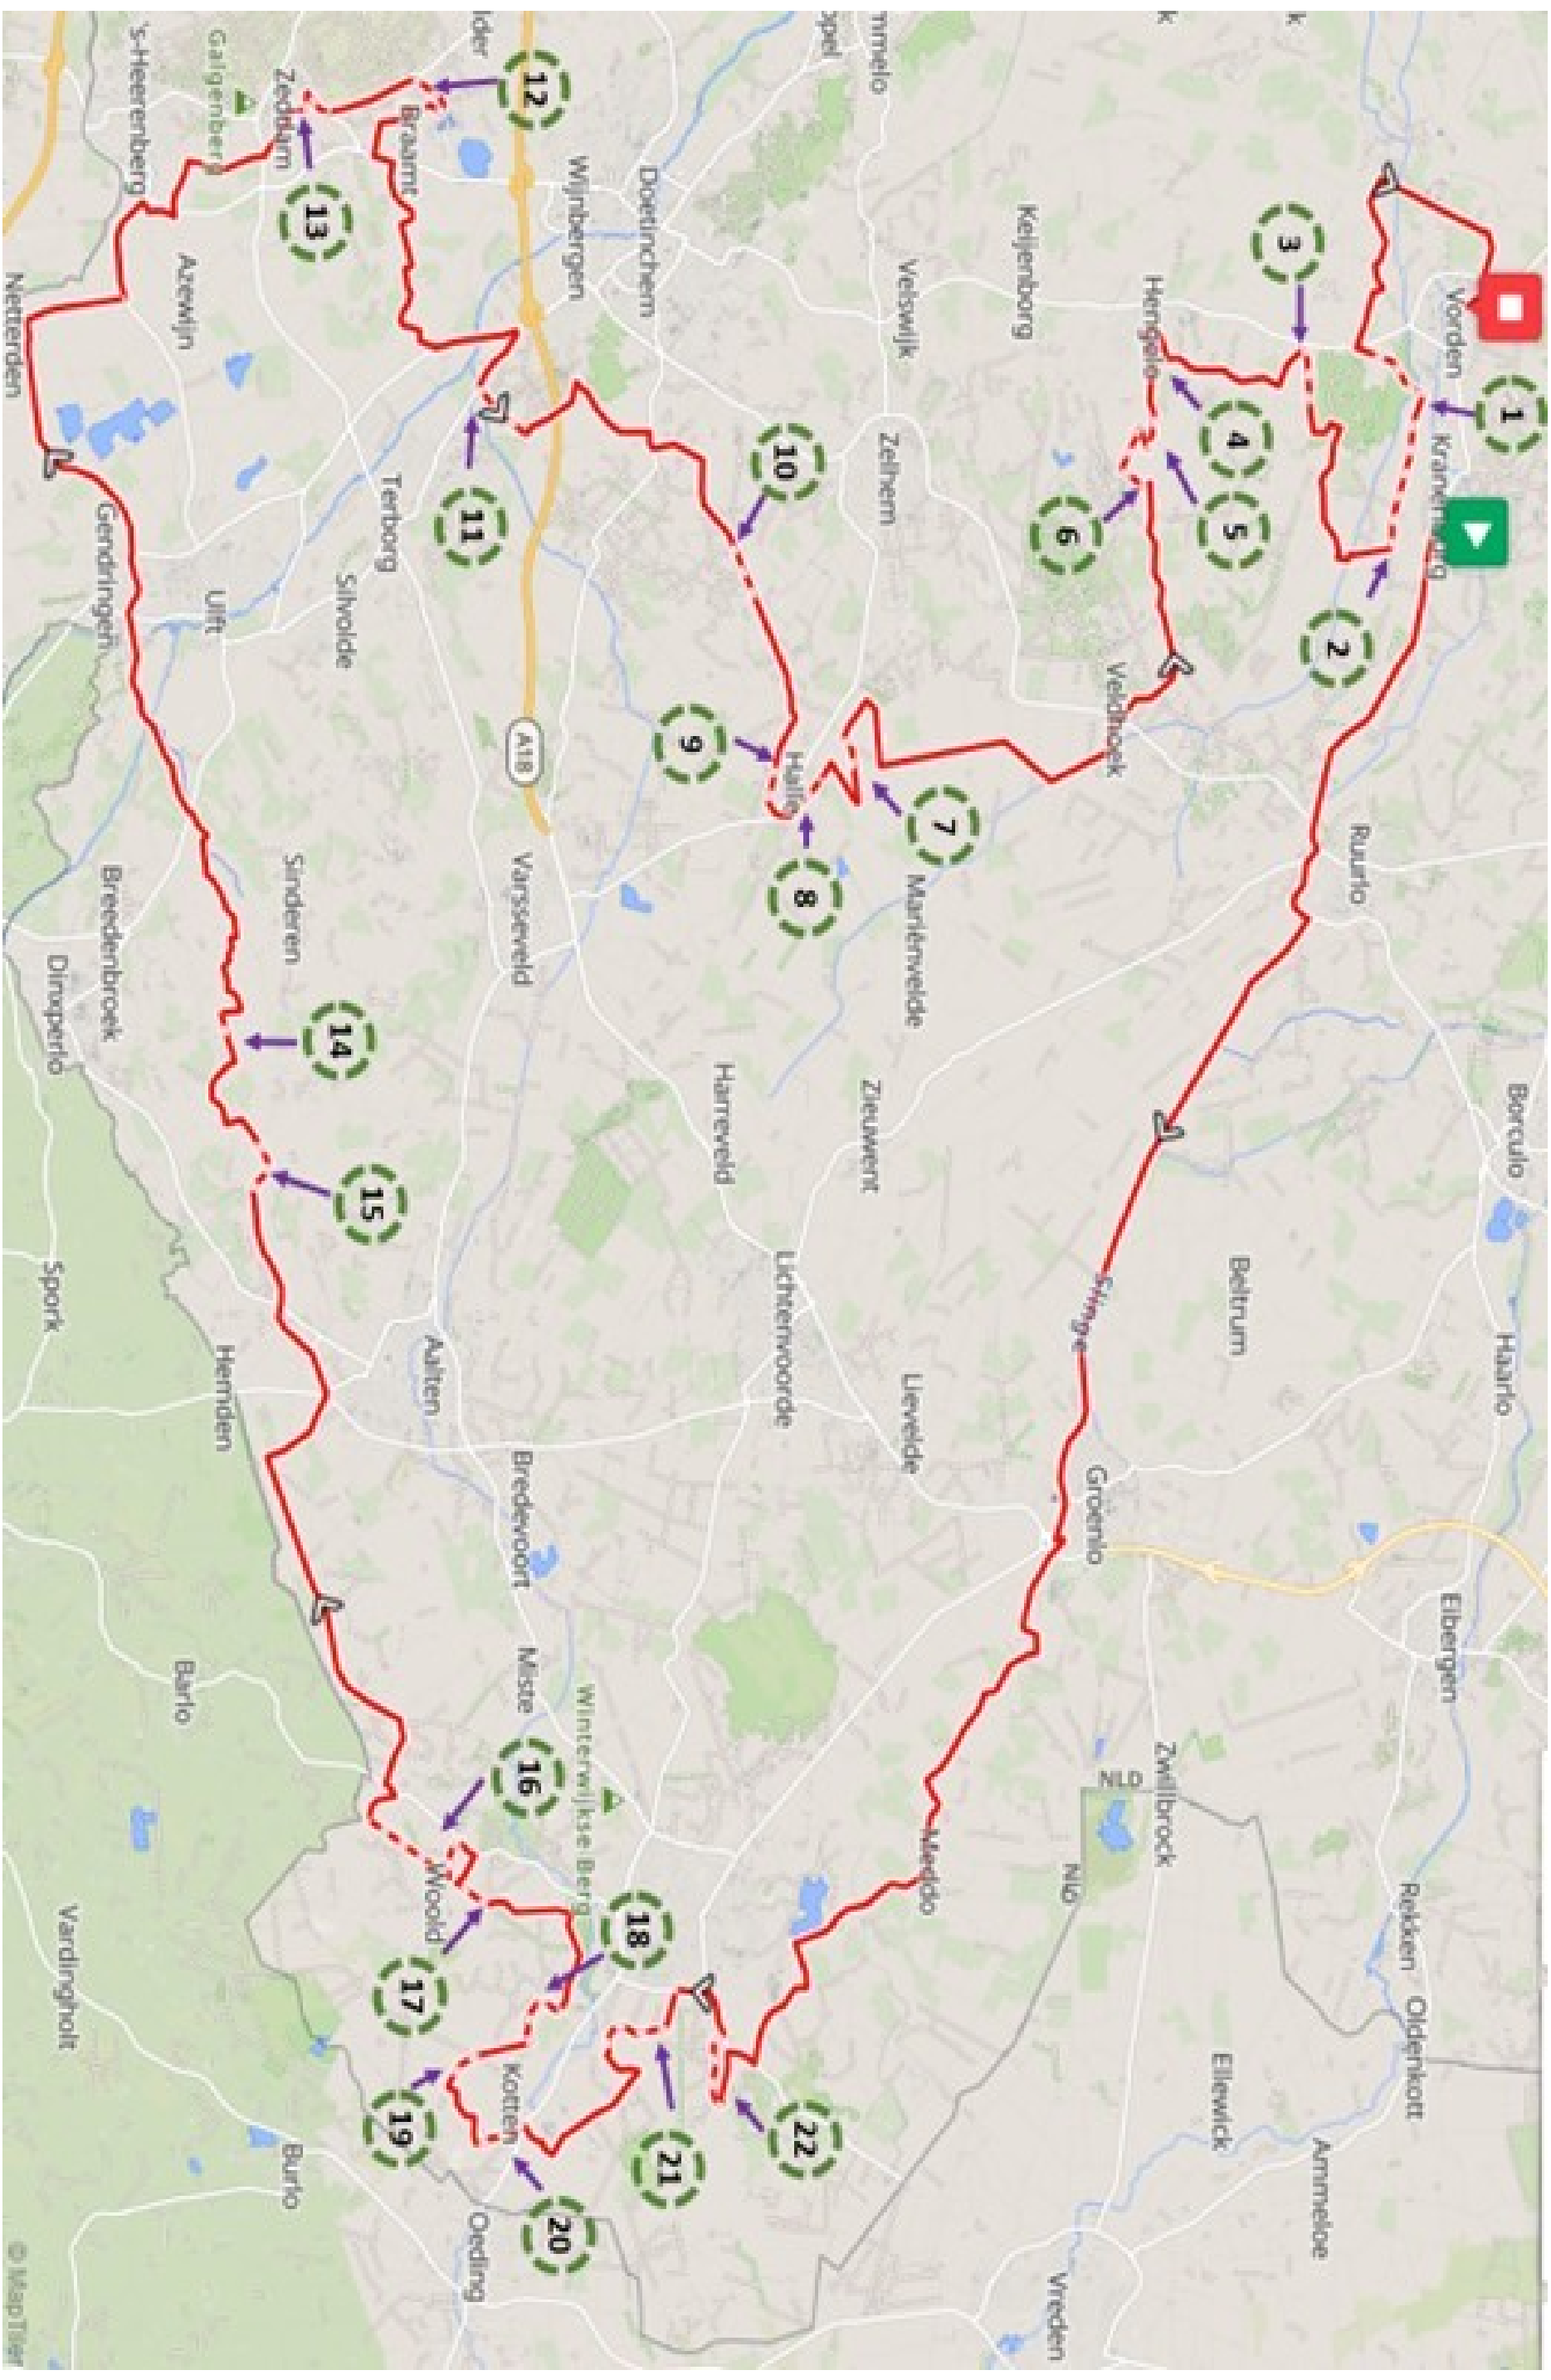 Vorden
Kranenburg
Ruurlo
Borculo
Haarlo
Beltrum
Eibergen
Rekken
Oldenkott
Ammeloe
Ellewick
Zwillbrock
NLD
Vreden
Groenlo
Slinge
Meddo
Lievelde
Lichtenvoorde
Zieuwent
Harreveld
Mariënvelde
Veldhoek
Hengelo
Keijenborg
Velswijk
Zelhem
Halle
Doetinchem
Wijnbergen
Braamt
Zeddam
Galgenberg
's-Heerenberg
Azewijn
Netterden
Gendringen
Ulft
Silvolde
Terborg
A18
Varsseveld
Sinderen
Breedenbroek
Dinxperlo
Spork
Aalten
Bredevoort
Hemden
Barlo
Miste
Winterwijkse Berg
Woold
Kotten
Vardingholt
Burlo
Oeding
1
2
3
4
5
6
7
8
9
10
11
12
13
14
15
16
17
18
19
20
21
22
© MapTiler